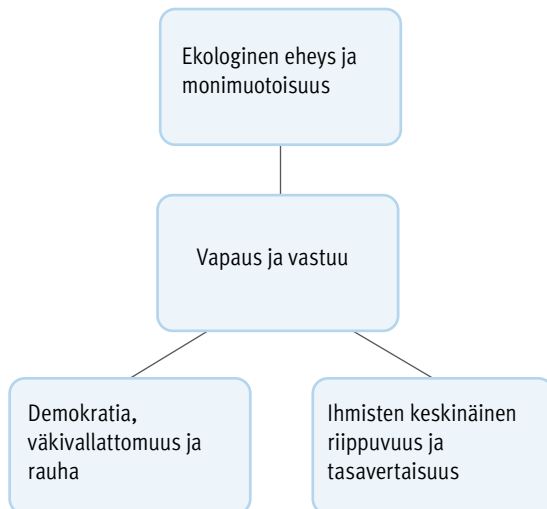 Ekologinen eheys ja
monimuotoisuus
Vapaus ja vastuu
Demokratia,
väkivallattomuus ja
rauha
Ihmisten keskinäinen
riippuvuus ja
tasavertaisuus